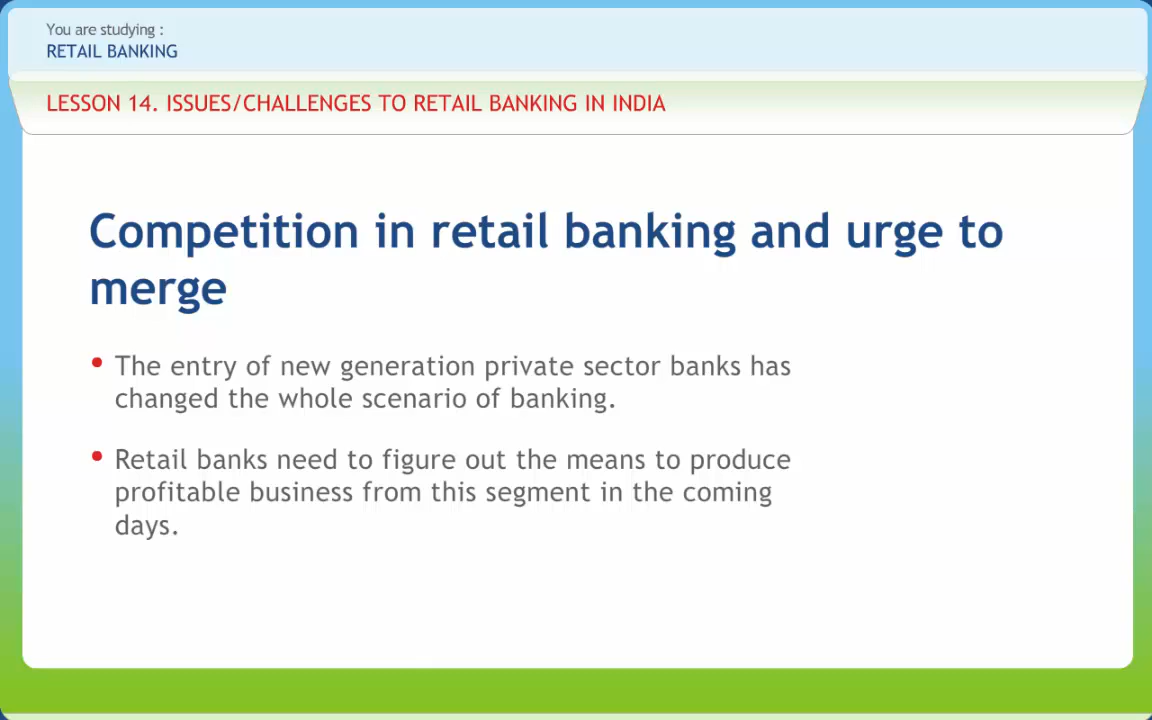 You are studying :
RETAIL BANKING
LESSON 14. ISSUES/CHALLENGES TO RETAIL BANKING IN INDIA
Competition in retail banking and urge to
merge
• The entry of new generation private sector banks has
changed the whole scenario of banking.
• Retail banks need to figure out the means to produce
profitable business from this segment in the coming
days.